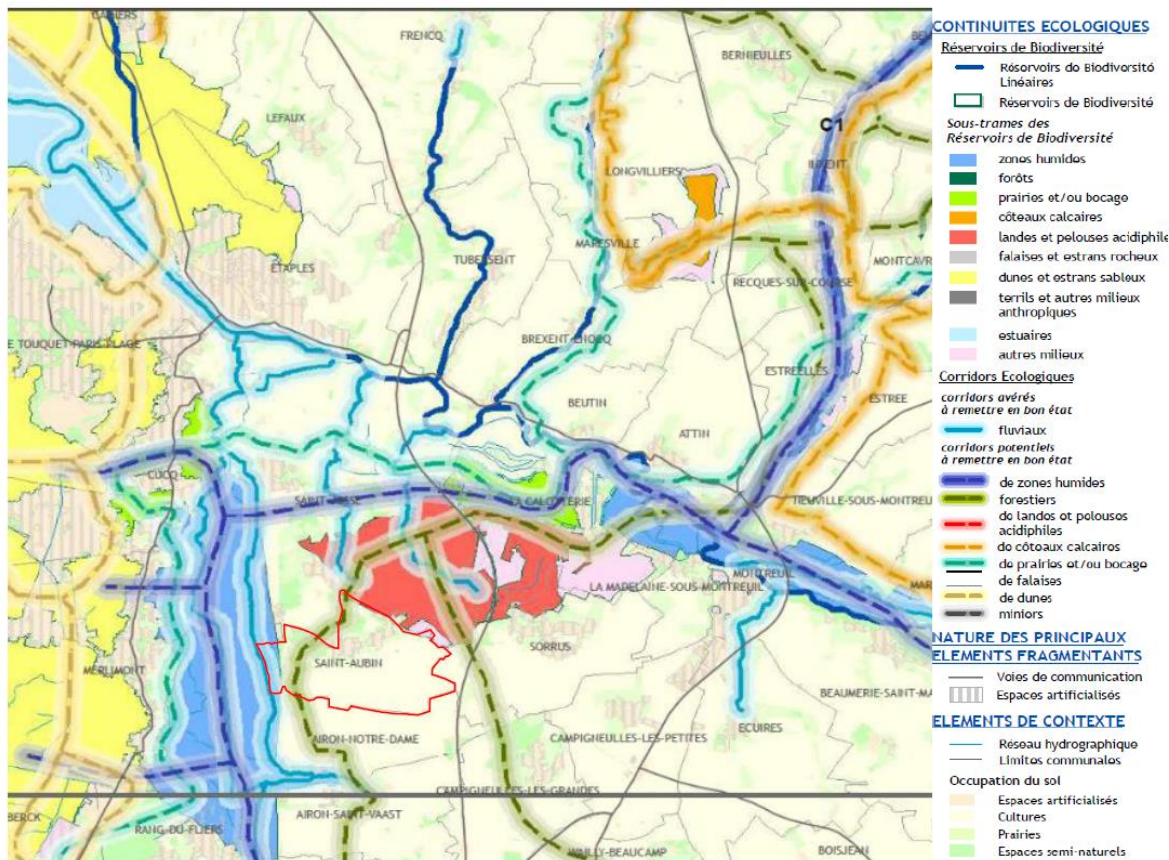 DANNES
FRENCQ
BERNIEULLES
LEFAUX
C1
INXENT
LONGVILLIERS
MARESVILLE
MONTCAVR
TUBERSENT
ETAPLES
RECQUES-SUR-COURSE
BREXENT-ENOCQ
E TOUQUET-PARIS-PLAGE
ESTREELLES
ESTREE
BEUTIN
ATTIN
CUCQ
SAINT-JOSSE
LA CALOTERIE
NEUVILLE-SOUS-MONTREU
LA MADELAINE-SOUS-MONTREUIL
MONTREUIL
MAR
SORRUS
SAINT-AUBIN
MERLIMONT
BEAUMERIE-SAINT-MA
ECUIRES
AIRON-NOTRE-DAME
CAMPIGNEULLES-LES-PETITES
CAMPIGNEULLES-LES-GRANDES
AIRON-SAINT-VAAST
BERCK
RANG-DU-FLIERS
WAILLY-BEAUCAMP
BOISJEAN
CONTINUITES ECOLOGIQUES
Réservoirs de Biodiversité
Réservoirs de Biodiversité
Linéaires
Réservoirs de Biodiversité
Sous-trames des
Réservoirs de Biodiversité
zones humides
forêts
prairies et/ou bocage
côteaux calcaires
landes et pelouses acidiphile
falaises et estrans rocheux
dunes et estrans sableux
terrils et autres milieux
anthropiques
estuaires
autres milieux
Corridors Ecologiques
corridors avérés
à remettre en bon état
fluviaux
corridors potentiels
à remettre en bon état
de zones humides
forestiers
de landes et pelouses
acidiphiles
de côteaux calcaires
de prairies et/ou bocage
de falaises
de dunes
miniers
NATURE DES PRINCIPAUX
ELEMENTS FRAGMENTANTS
Voies de communication
Espaces artificialisés
ELEMENTS DE CONTEXTE
Réseau hydrographique
Limites communales
Occupation du sol
Espaces artificialisés
Cultures
Prairies
Espaces semi-naturels